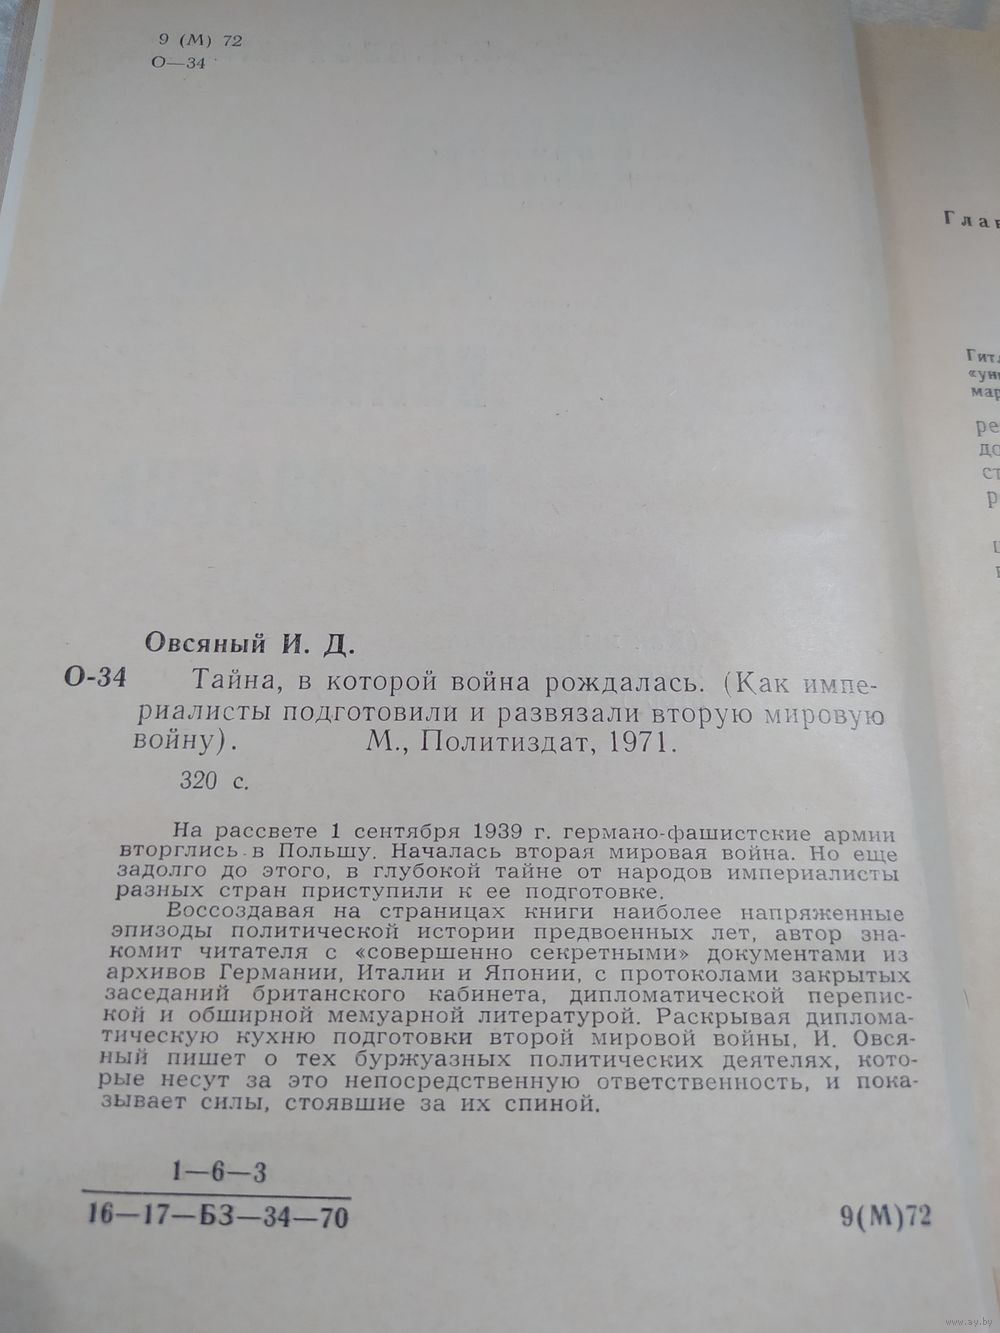 9 (М) 72
О—34
Овсяный И. Д.
О-34
Тайна, в которой война рождалась. (Как импе-
риалисты подготовили и развязали вторую мировую
войну). М., Политиздат, 1971.
320 с.
На рассвете 1 сентября 1939 г. германо-фашистские армии
вторглись в Польшу. Началась вторая мировая война. Но еще
задолго до этого, в глубокой тайне от народов империалисты
разных стран приступили к ее подготовке.
Воссоздавая на страницах книги наиболее напряженные
эпизоды политической истории предвоенных лет, автор зна-
комит читателя с «совершенно секретными» документами из
архивов Германии, Италии и Японии, с протоколами закрытых
заседаний британского кабинета, дипломатической перепис-
кой и обширной мемуарной литературой. Раскрывая диплома-
тическую кухню подготовки второй мировой войны, И. Овся-
ный пишет о тех буржуазных политических деятелях, кото-
рые несут за это непосредственную ответственность, и пока-
зывает силы, стоявшие за их спиной.
1—6—3
16—17—БЗ—34—70
9(М)72
www.ay.by